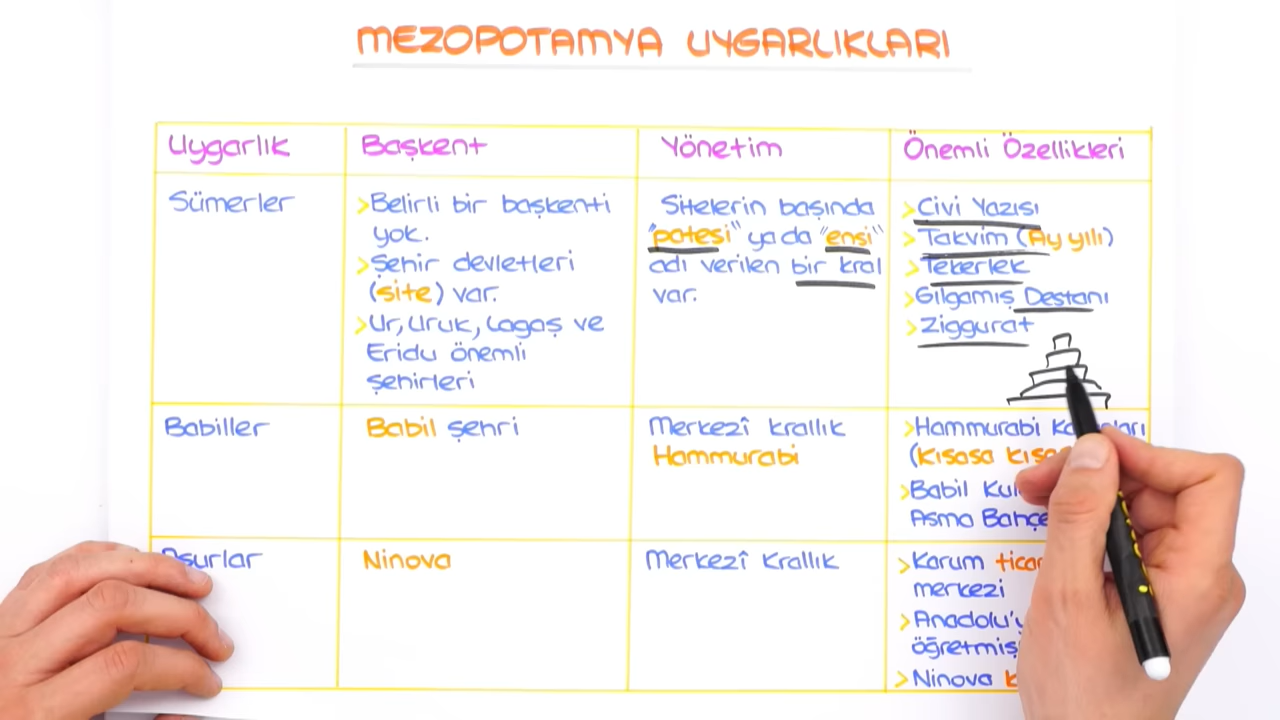 MEZOPOTAMYA UYGARLIKLARI
Uygarlık
Başkent
Yönetim
Önemli Özellikleri
Sümerler
>Belirli bir başkenti
yok.
>Şehir devletleri
(site) var.
>Ur, Uruk, Lagaş ve
Eridu önemli
şehirleri
Sitelerin başında
"patesi" ya da "ensi"
adı verilen bir kral
var.
>Çivi Yazısı
>Takvim (Ay yılı)
>Tekerlek
>Gılgamış Destanı
>Ziggurat
Babiller
Babil şehri
Merkezî krallık
Hammurabi
>Hammurabi
(Kısasa
>Babil
Asma
Asurlar
Ninova
Merkezî Krallık
>Karum
merkezi
>
>Ninova